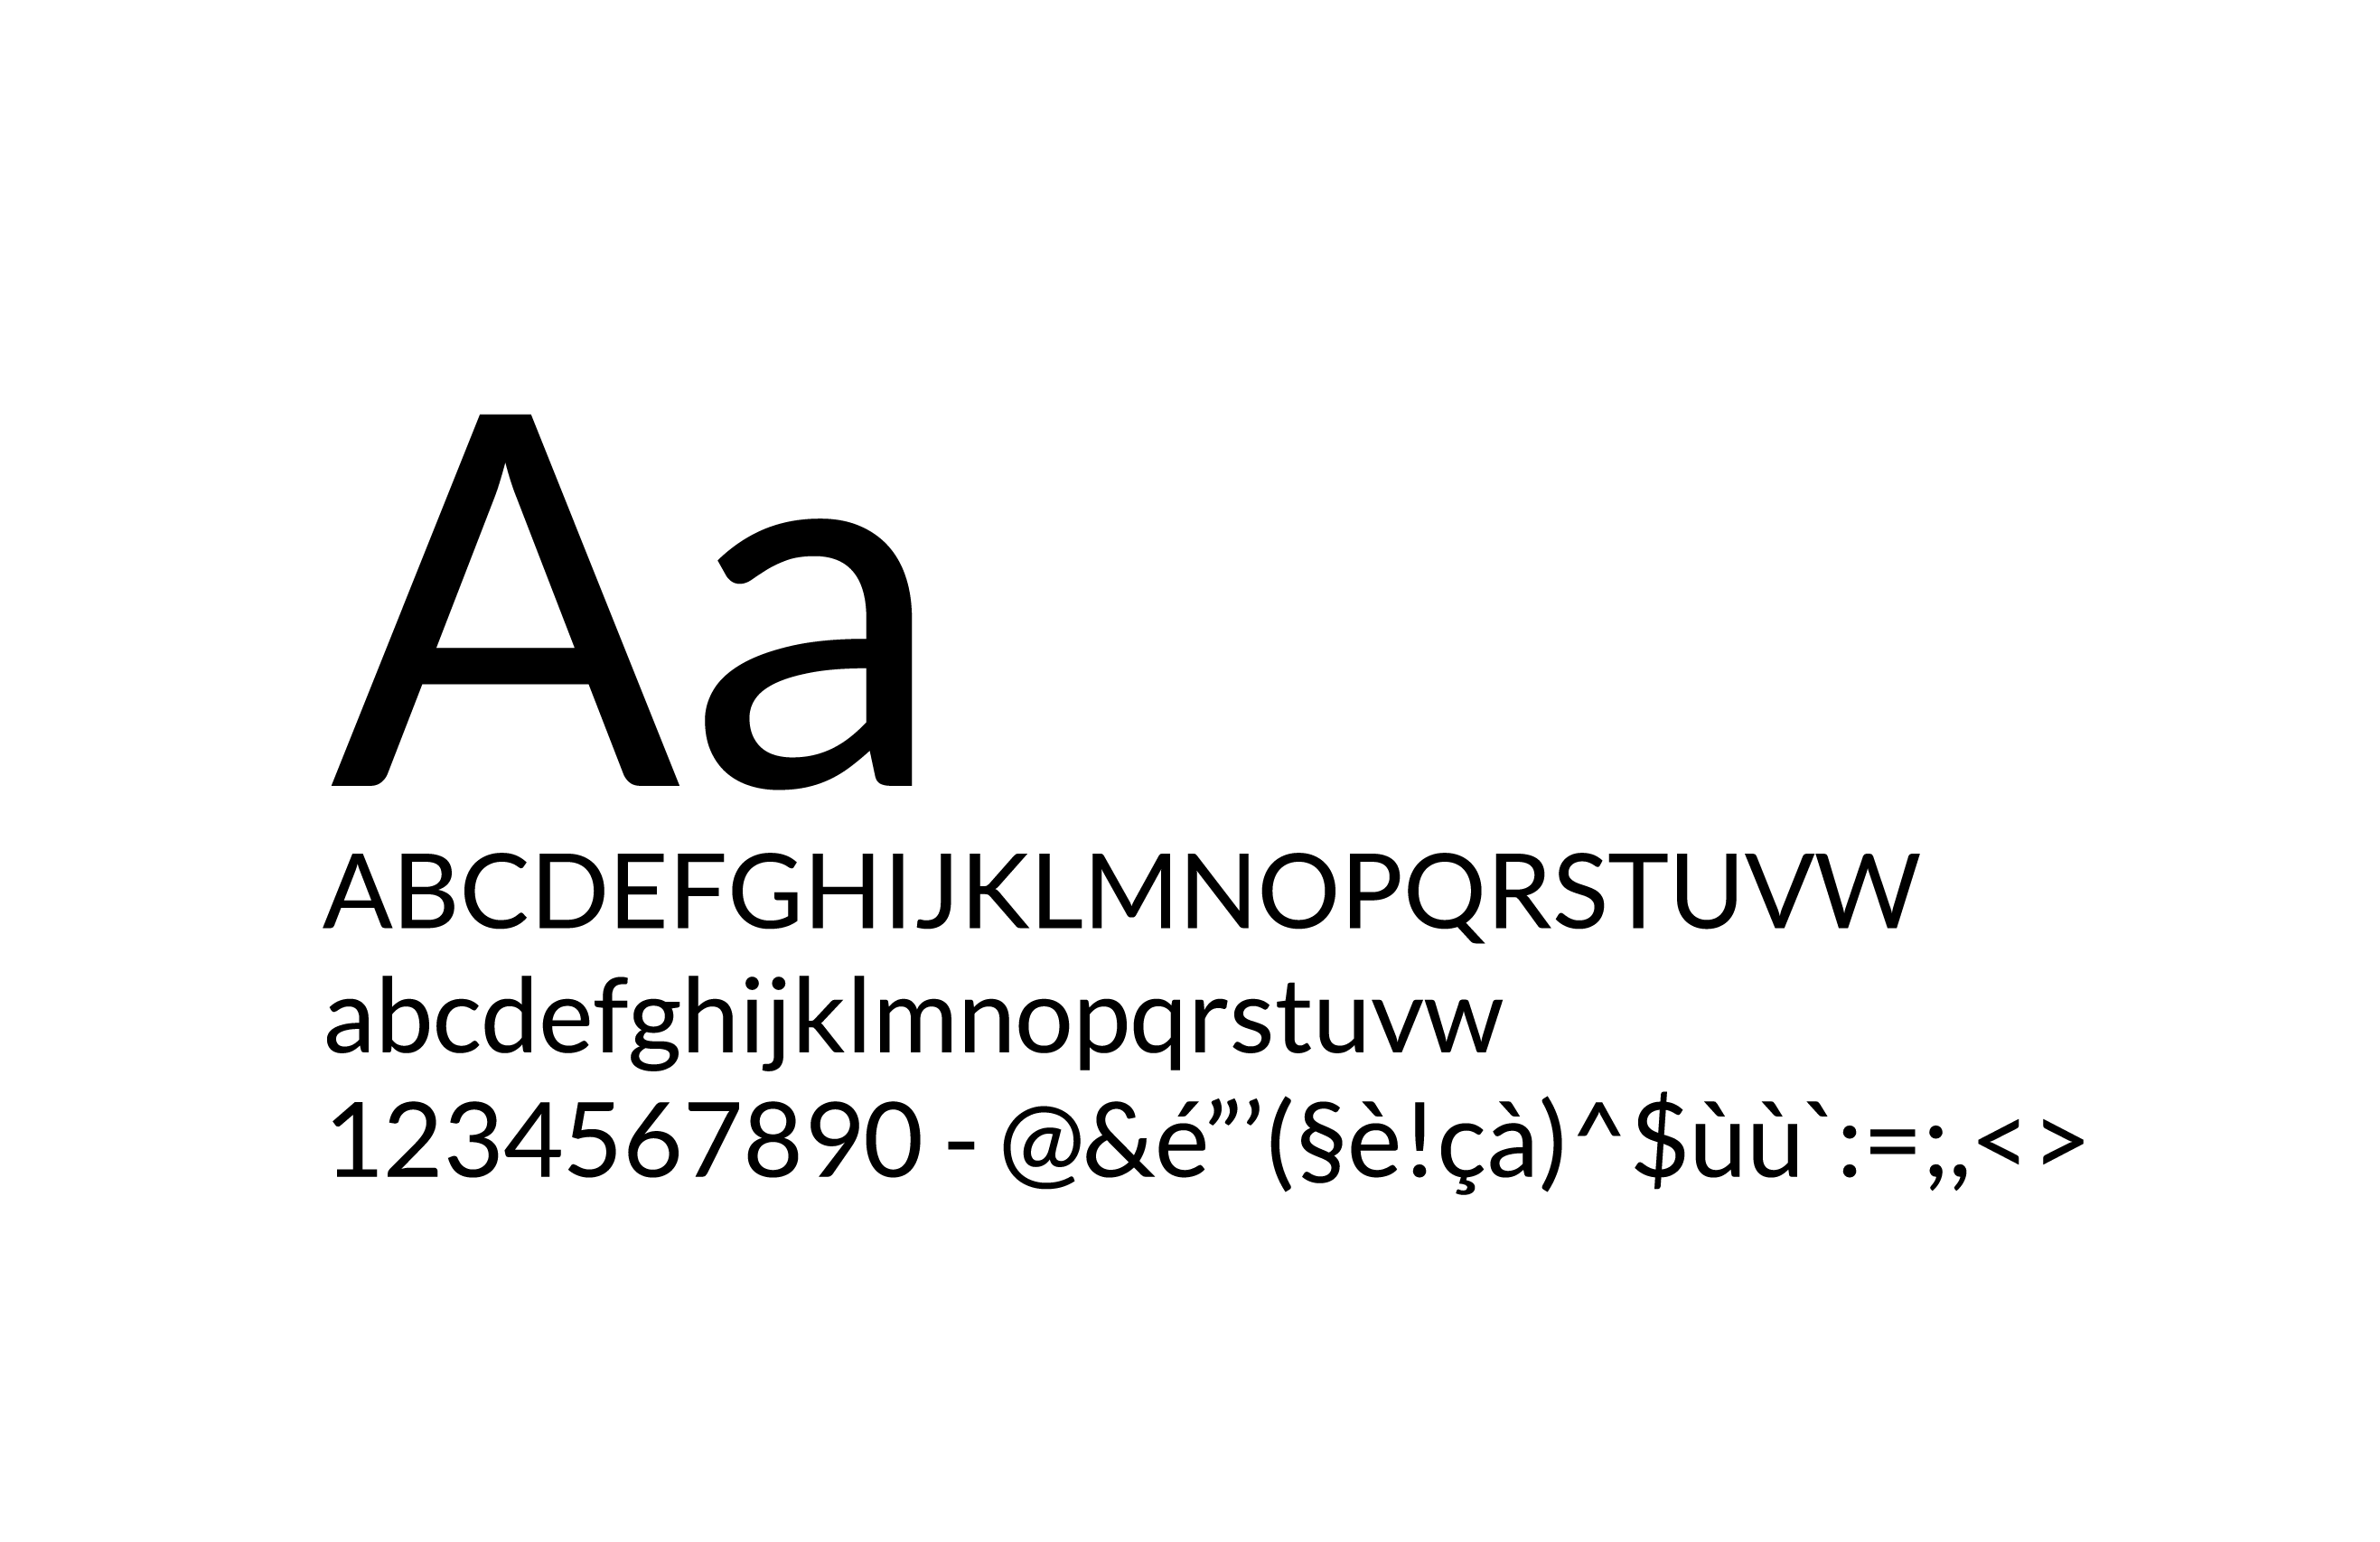 Aa
ABCDEFGHIJKLMNOPQRSTUVW
abcdefghijklmnopqrstuvw
1234567890 - @&é”’(§è!çà)^ $ùù` :=;, < >